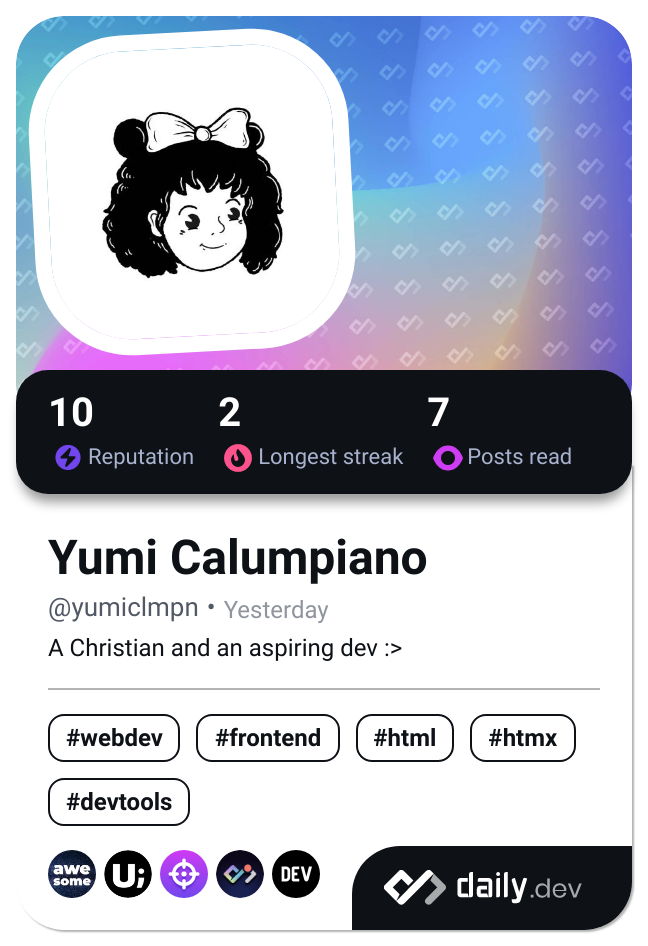 10 2 7
Reputation Longest streak Posts read
Yumi Calumpiano
@yumiclmpn • Yesterday
A Christian and an aspiring dev :>
#webdev #frontend #html #htmx
#devtools
awe
some U; DEV
daily.dev